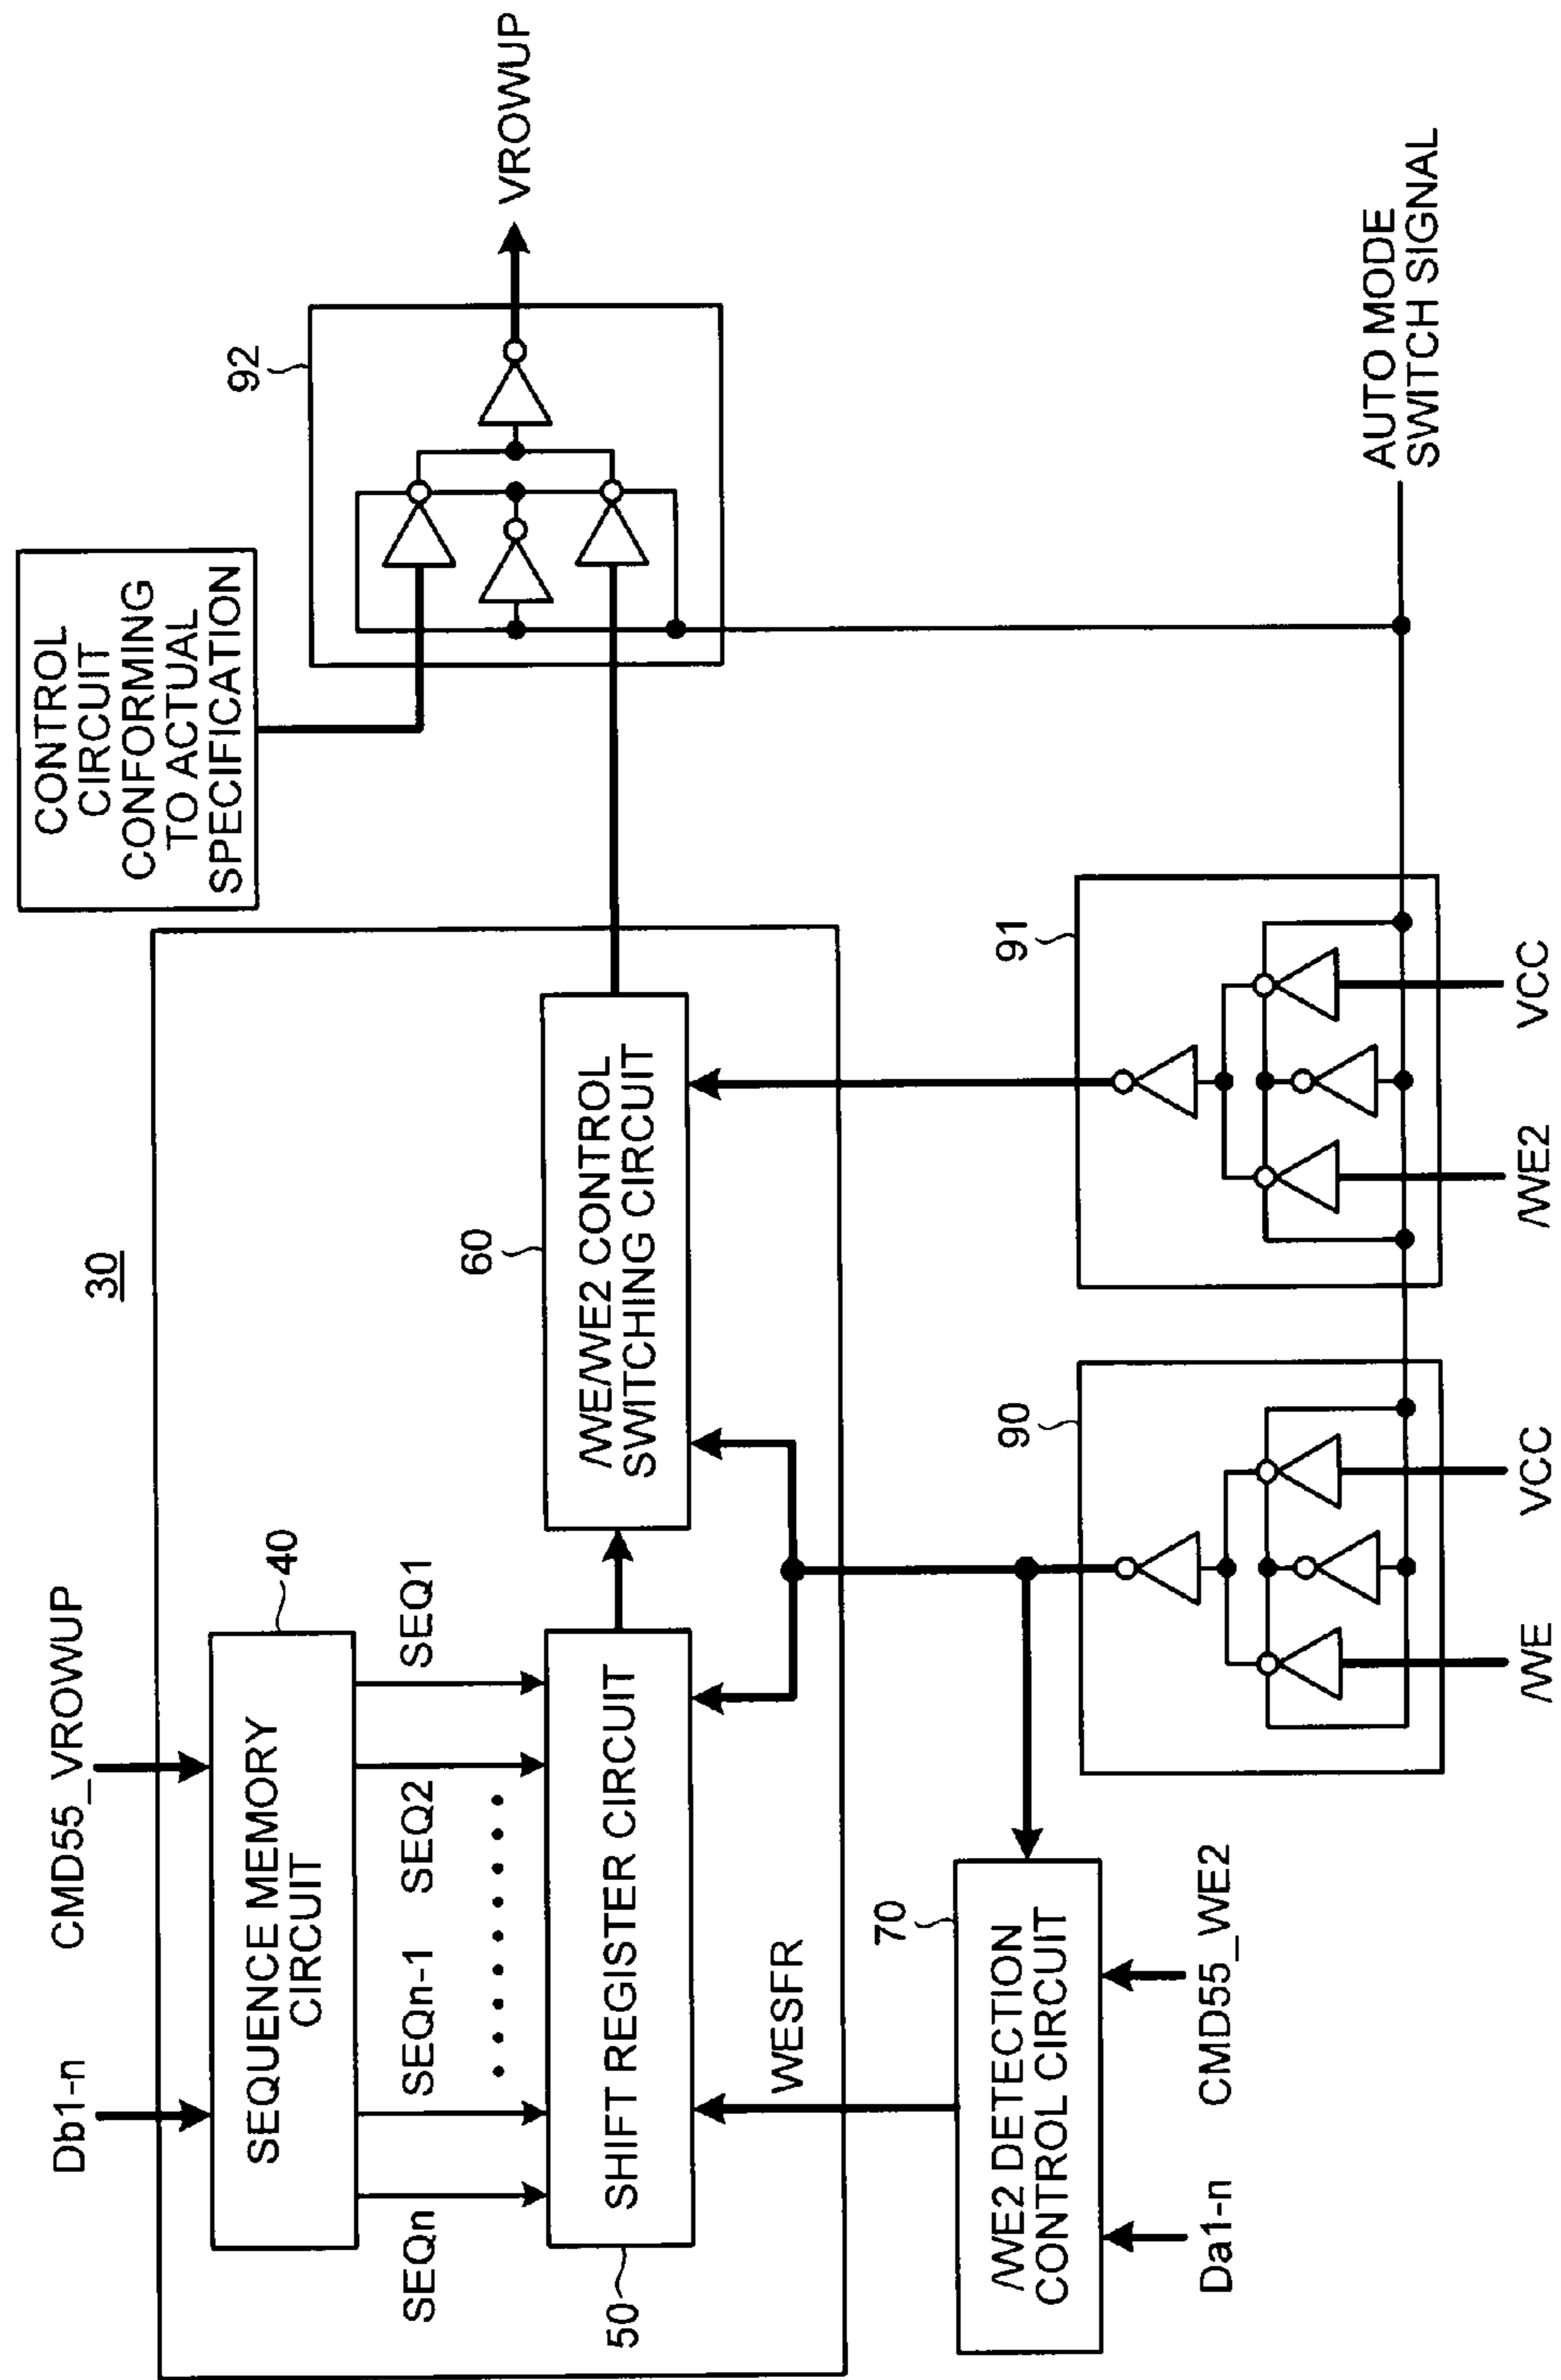 Db1-n
CMD55_VROWUP
30
CONTROL
CIRCUIT
CONFORMING
TO ACTUAL
SPECIFICATION
SEQUENCE MEMORY
CIRCUIT
40
92
SEQn
SEQn-1
SEQ2
SEQ1
VROWUP
60
SHIFT REGISTER CIRCUIT
/WE/WE2 CONTROL
SWITCHING CIRCUIT
50
WESFR
70
90
91
/WE2 DETECTION
CONTROL CIRCUIT
Da1-n
CMD55_WE2
AUTO MODE
SWITCH SIGNAL
/WE
VCC
/WE2
VCC